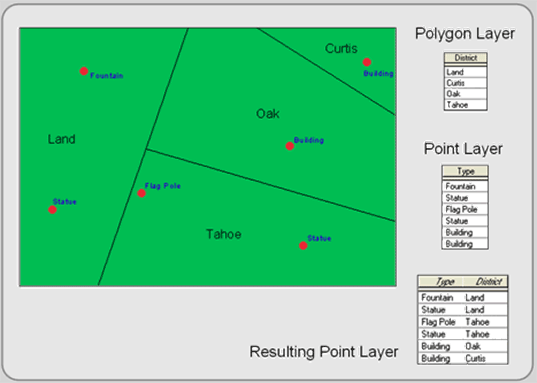 Curtis
Building
Fountain
Oak
Building
Land
Flag Pole
Statue
Tahoe
Statue
Polygon Layer
District
Land
Curtis
Oak
Tahoe
Point Layer
Type
Fountain
Statue
Flag Pole
Statue
Building
Building
Resulting Point Layer
Type District
Fountain Land
Statue Land
Flag Pole Tahoe
Statue Tahoe
Building Oak
Building Curtis